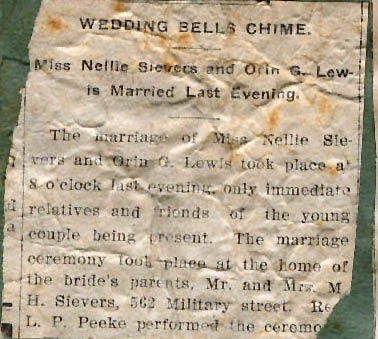 WEDDING BELLS CHIME.
Miss Nellie Sievers and Orin G. Lew-
is Married Last Evening.
The marriage of Miss Nellie Sie-
vers and Orin G. Lewis took place at
8 o'clock last evening, only immediate
relatives and friends of the young
couple being present. The marriage
ceremony took place at the home of
the bride's parents, Mr. and Mrs. M
H. Sievers, 562 Military street. Re
L. P. Peeke performed the ceremo